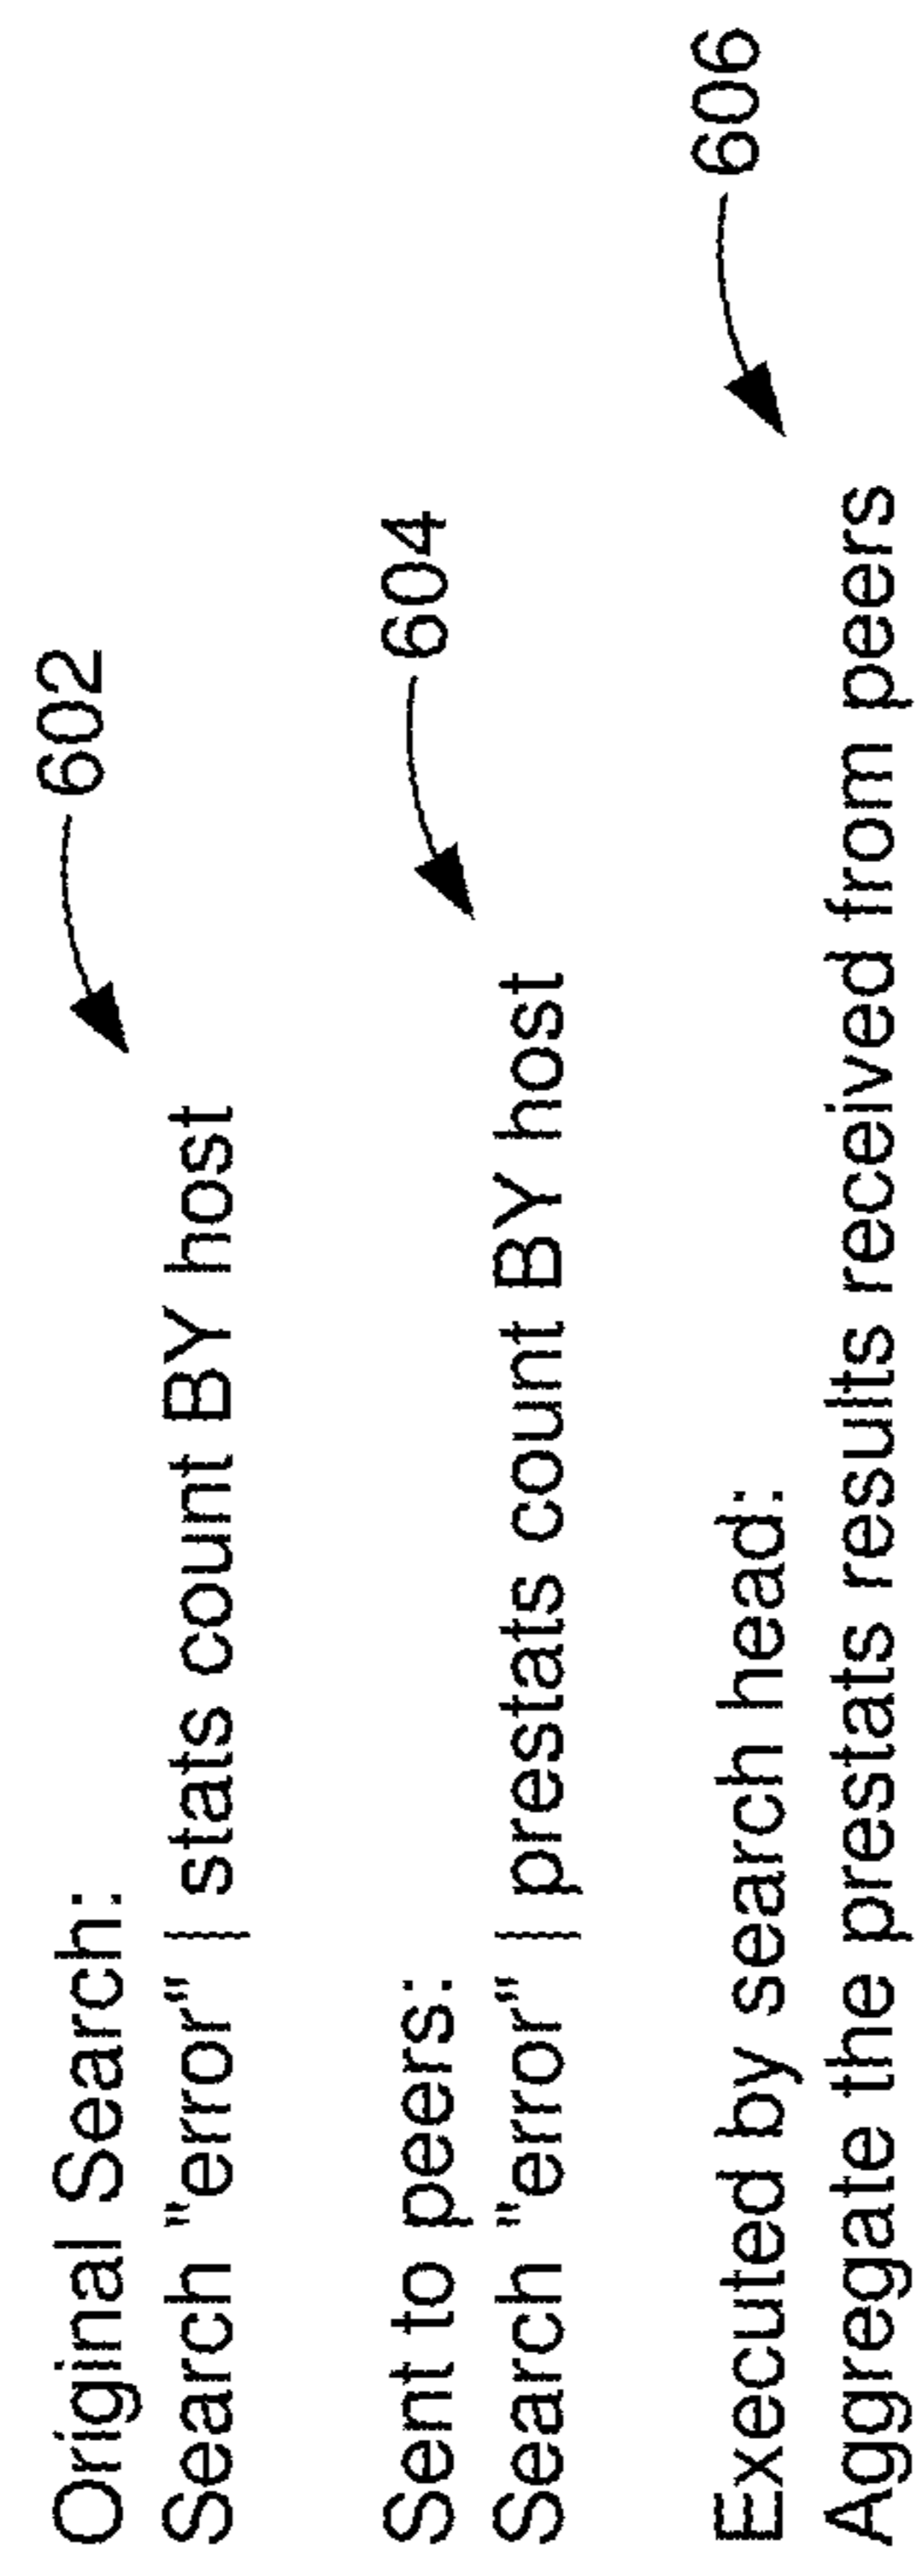 Original Search:
602
Search "error" | stats count BY host
Sent to peers:
604
Search "error" | prestats count BY host
Executed by search head:
606
Aggregate the prestats results received from peers